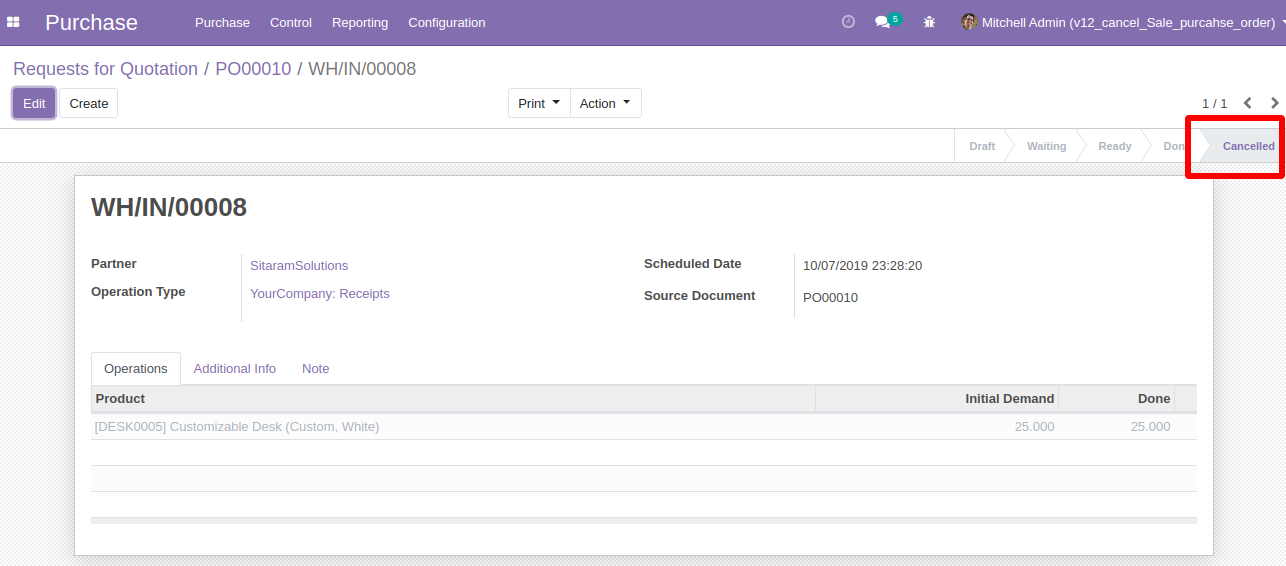 Purchase Purchase Control Reporting Configuration 5 Mitchell Admin (v12_cancel_Sale_purcahse_order)
Requests for Quotation / PO00010 / WH/IN/00008
Edit Create Print Action 1 / 1
Draft Waiting Ready Don Cancelled
WH/IN/00008
Partner SitaramSolutions Scheduled Date 10/07/2019 23:28:20
Operation Type YourCompany: Receipts Source Document PO00010
Operations Additional Info Note
Product Initial Demand Done
[DESK0005] Customizable Desk (Custom, White) 25.000 25.000